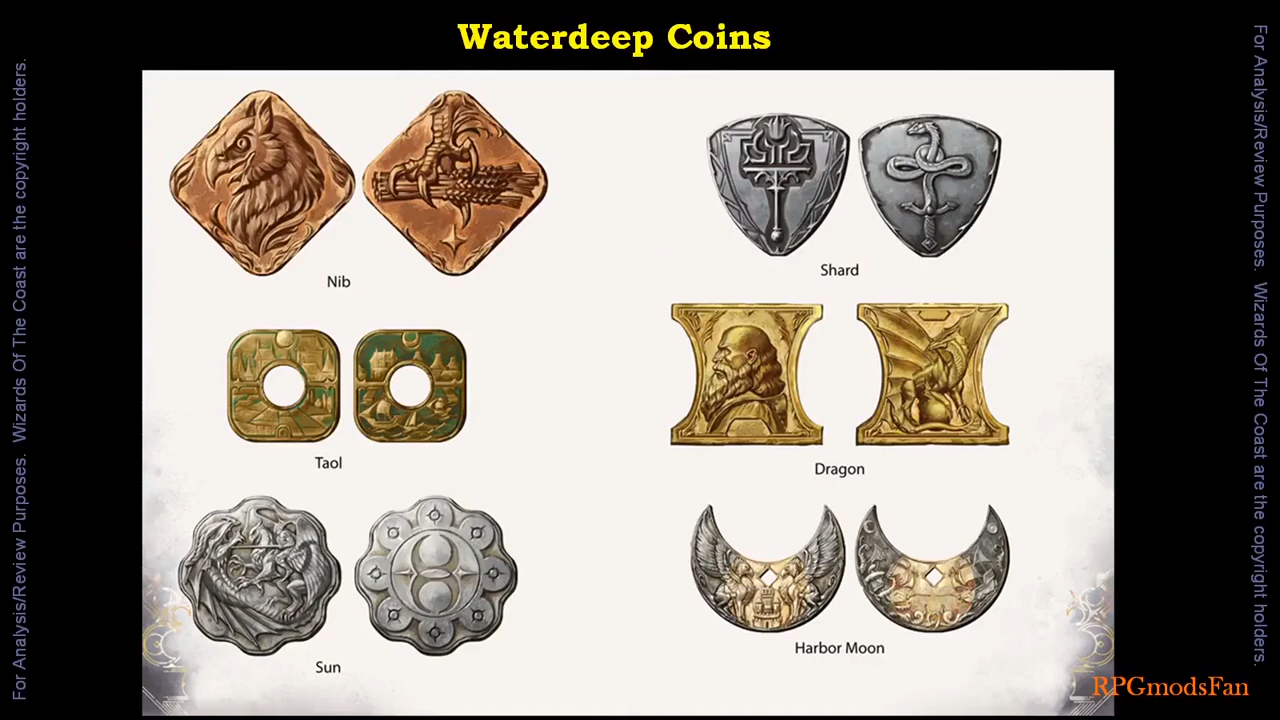 Waterdeep Coins
For Analysis/Review Purposes.  Wizards Of The Coast are the copyright holders.
Nib
Shard
Taol
Dragon
Sun
Harbor Moon
For Analysis/Review Purposes.  Wizards Of The Coast are the copyright holders.
RPGmodsFan